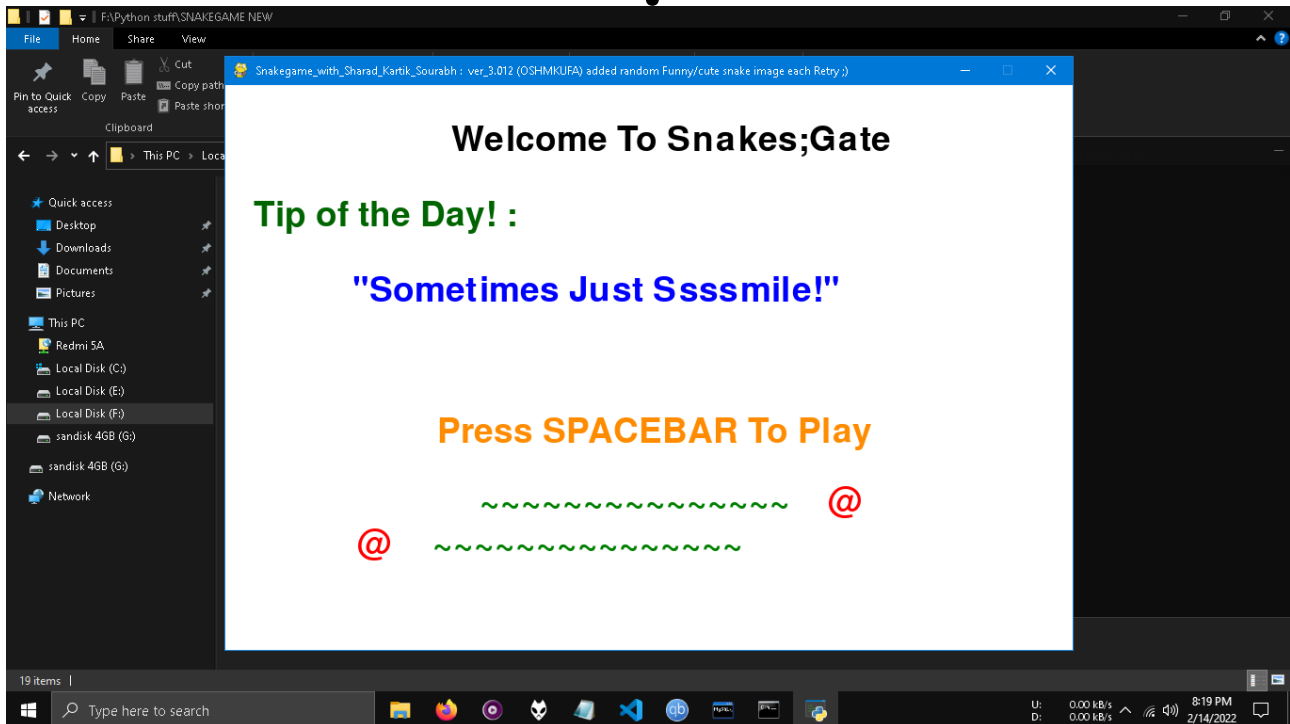 F:\Python stuff\SNAKEGAME NEW
File Home Share View
Pin to Quick access
Copy
Paste
Cut
Copy path
Paste shor
Clipboard
Snakegame_with_Sharad_Kartik_Sourabh : ver_3.012 (OSHMKUFA) added random Funny/cute snake image each Retry ;)
This PC > Loca
Quick access
Desktop
Downloads
Documents
Pictures
This PC
Redmi 5A
Local Disk (C:)
Local Disk (E:)
Local Disk (F:)
sandisk 4GB (G:)
sandisk 4GB (G:)
Network
Welcome To Snakes;Gate
Tip of the Day! :
"Sometimes Just Ssssmile!"
Press SPACEBAR To Play
~~~~~~~~~~~~~~~ @
@ ~~~~~~~~~~~~~~~
19 items
Type here to search
qb
U: 0.00 kB/s
D: 0.00 kB/s
8:19 PM
2/14/2022